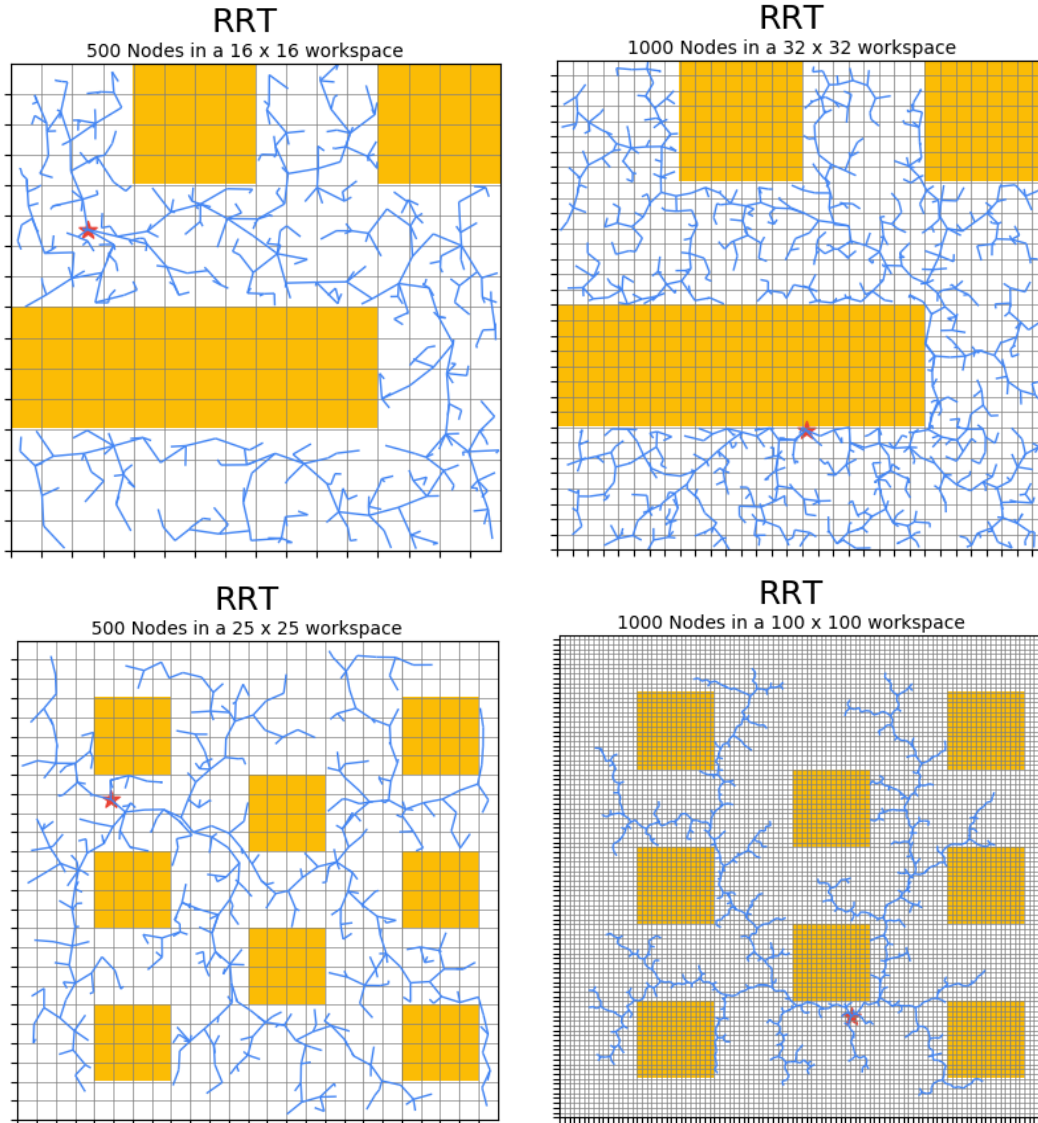 RRT
500 Nodes in a 16 x 16 workspace
RRT
1000 Nodes in a 32 x 32 workspace
RRT
500 Nodes in a 25 x 25 workspace
RRT
1000 Nodes in a 100 x 100 workspace